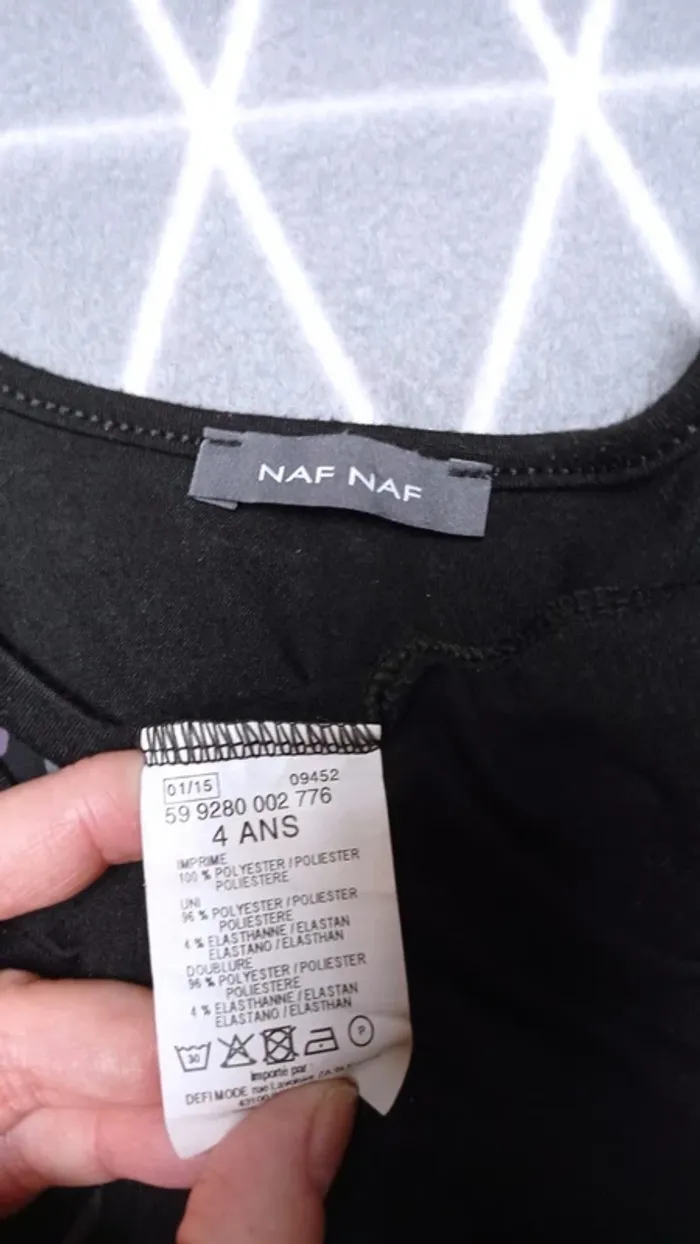 NAF NAF
01/15 09452
59 9280 002 776
4 ANS
IMPRIME
100 % POLYESTER / POLIESTER
POLIESTERE
UNI
96 % POLYESTER / POLIESTER
POLIESTERE
4 % ELASTHANNE / ELASTAN
ELASTANO / ELASTHAN
DOUBLURE
96 % POLYESTER / POLIESTER
POLIESTERE
4 % ELASTHANNE / ELASTAN
ELASTANO / ELASTHAN
30 P
Importé par
DEFIMODE rue